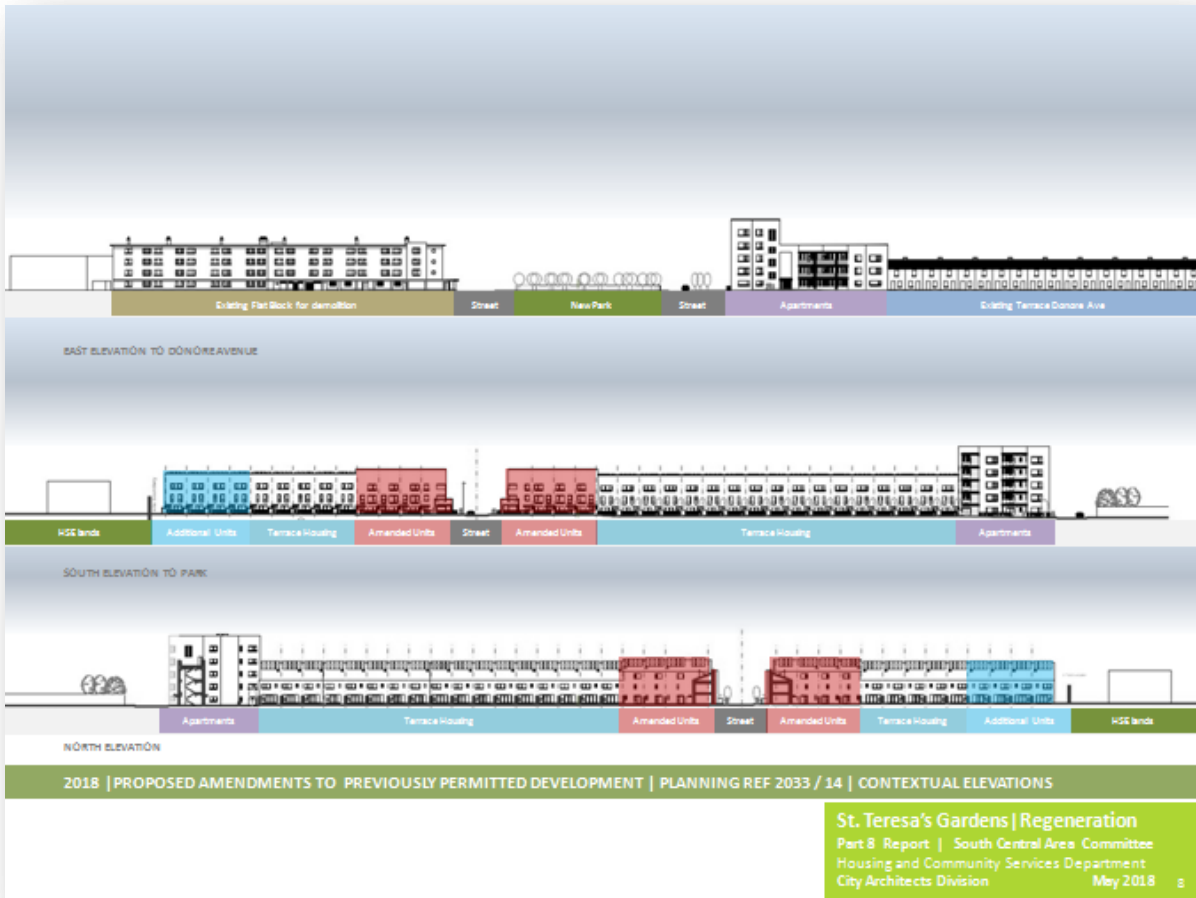 Existing Flat Block for demolition Street New Park Street Apartments Existing Terrace Donore Ave
EAST ELEVATION TO DONORE AVENUE
HSE lands Additional Units Terrace Housing Amended Units Street Amended Units Terrace Housing Apartments
SOUTH ELEVATION TO PARK
Apartments Terrace Housing Amended Units Street Amended Units Terrace Housing Additional Units HSE lands
NORTH ELEVATION
2018 | PROPOSED AMENDMENTS TO PREVIOUSLY PERMITTED DEVELOPMENT | PLANNING REF 2033 / 14 | CONTEXTUAL ELEVATIONS
St. Teresa's Gardens | Regeneration
Part 8 Report | South Central Area Committee
Housing and Community Services Department
City Architects Division May 2018 8